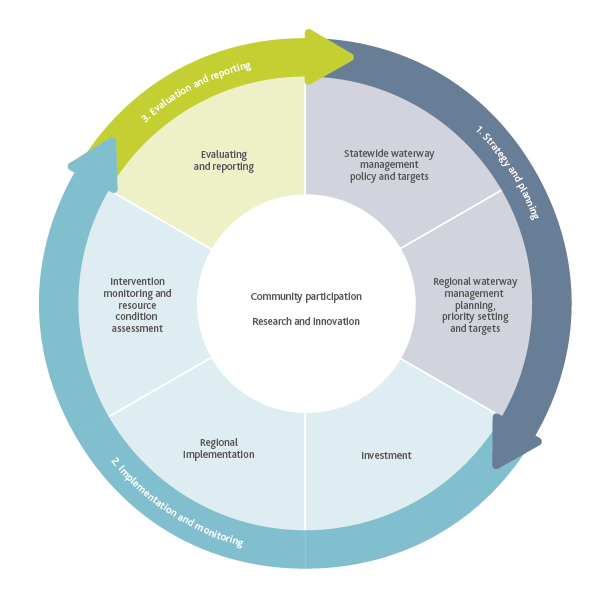 3. Evaluation and reporting
1. Strategy and planning
2. Implementation and monitoring
Evaluating
and reporting
Statewide waterway
management
policy and targets
Regional waterway
management
planning,
priority setting
and targets
Investment
Regional
Implementation
Intervention
monitoring and
resource
condition
assessment
Community participation
Research and innovation